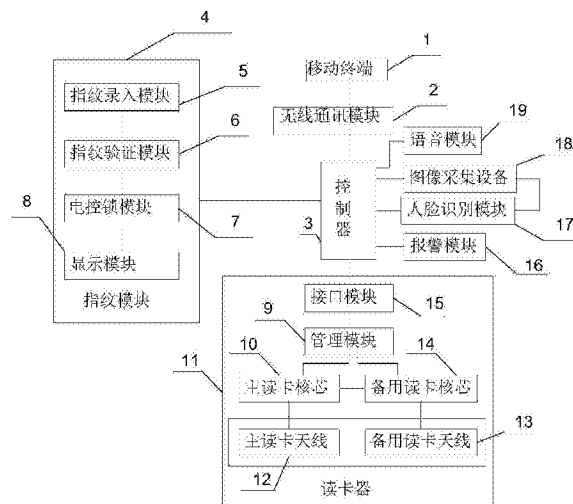 4
1
移动终端
5
指纹录入模块
2
无线通讯模块
6
19
语音模块
指纹验证模块
18
图像采集设备
控制器
8
电控锁模块
7
人脸识别模块
3
17
显示模块
报警模块
16
指纹模块
接口模块
15
9
管理模块
11
10
14
主读卡核芯
备用读卡核芯
主读卡天线
备用读卡天线
13
12
读卡器